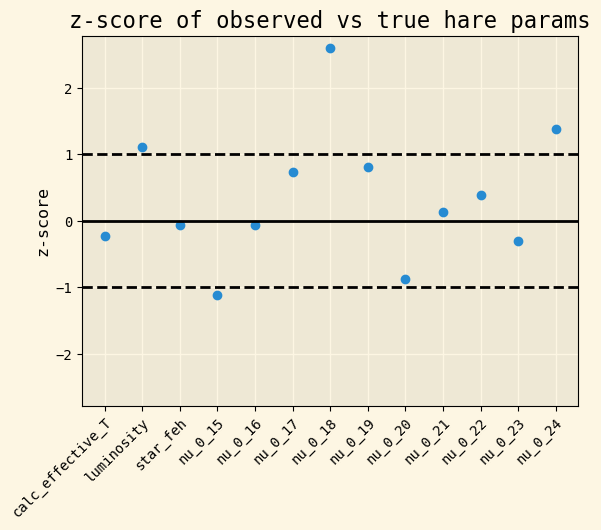 z-score of observed vs true hare params
z-score
2
1
0
−1
−2
calc_effective_T
luminosity
star_feh
nu_0_15
nu_0_16
nu_0_17
nu_0_18
nu_0_19
nu_0_20
nu_0_21
nu_0_22
nu_0_23
nu_0_24